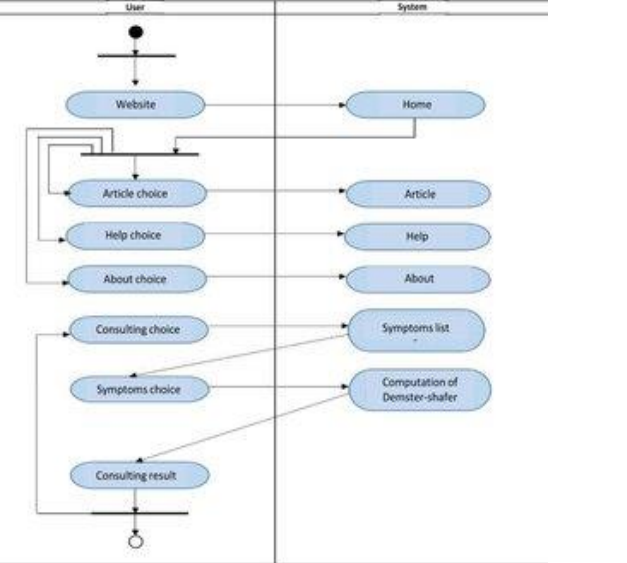 User
System
Website
Home
Article choice
Article
Help choice
Help
About choice
About
Consulting choice
Symptoms list
-
Symptoms choice
Computation of
Demster-shafer
Consulting result